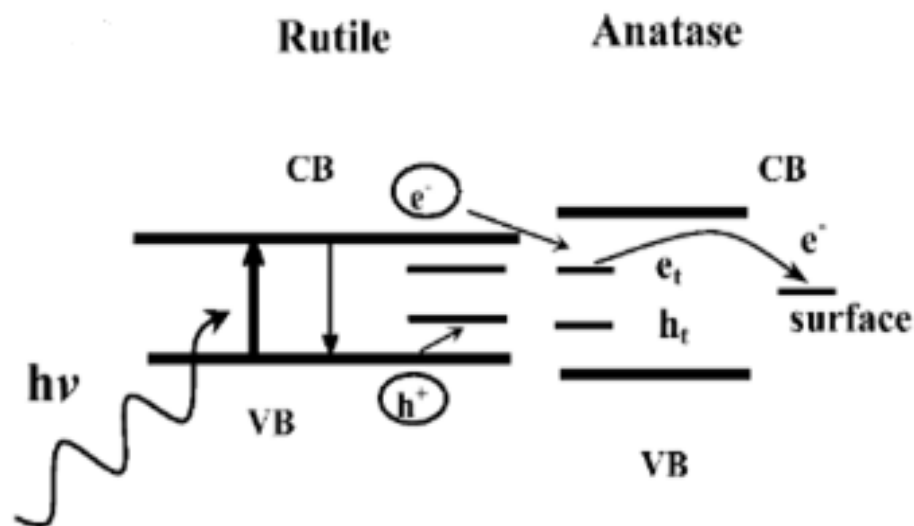 Rutile Anatase
CB CB
e⁻ e⁻
eₜ
surface
hₜ
hν
h⁺
VB VB